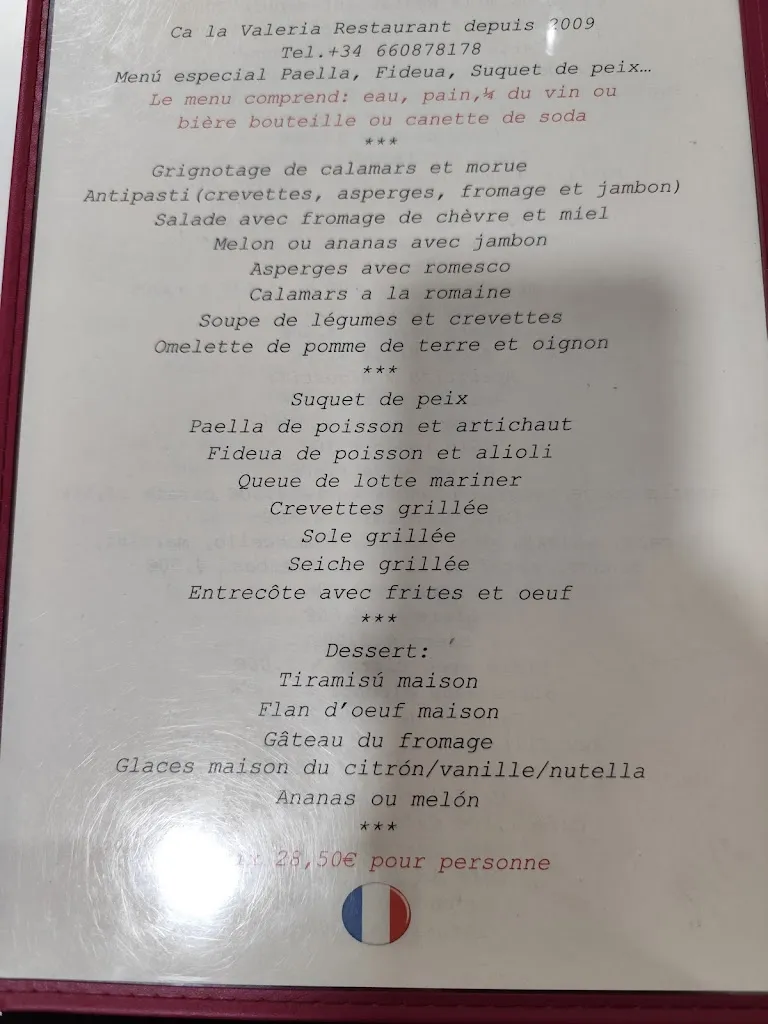 Ca la Valeria Restaurant depuis 2009
Tel.+34 660878178
Menú especial Paella, Fideua, Suquet de peix…
Le menu comprend: eau, pain,¼ du vin ou
bière bouteille ou canette de soda
***
Grignotage de calamars et morue
Antipasti(crevettes, asperges, fromage et jambon)
Salade avec fromage de chèvre et miel
Melon ou ananas avec jambon
Asperges avec romesco
Calamars a la romaine
Soupe de légumes et crevettes
Omelette de pomme de terre et oignon
***
Suquet de peix
Paella de poisson et artichaut
Fideua de poisson et alioli
Queue de lotte mariner
Crevettes grillée
Sole grillée
Seiche grillée
Entrecôte avec frites et oeuf
***
Dessert:
Tiramisú maison
Flan d’oeuf maison
Gâteau du fromage
Glaces maison du citrón/vanille/nutella
Ananas ou melón
***
28,50€ pour personne